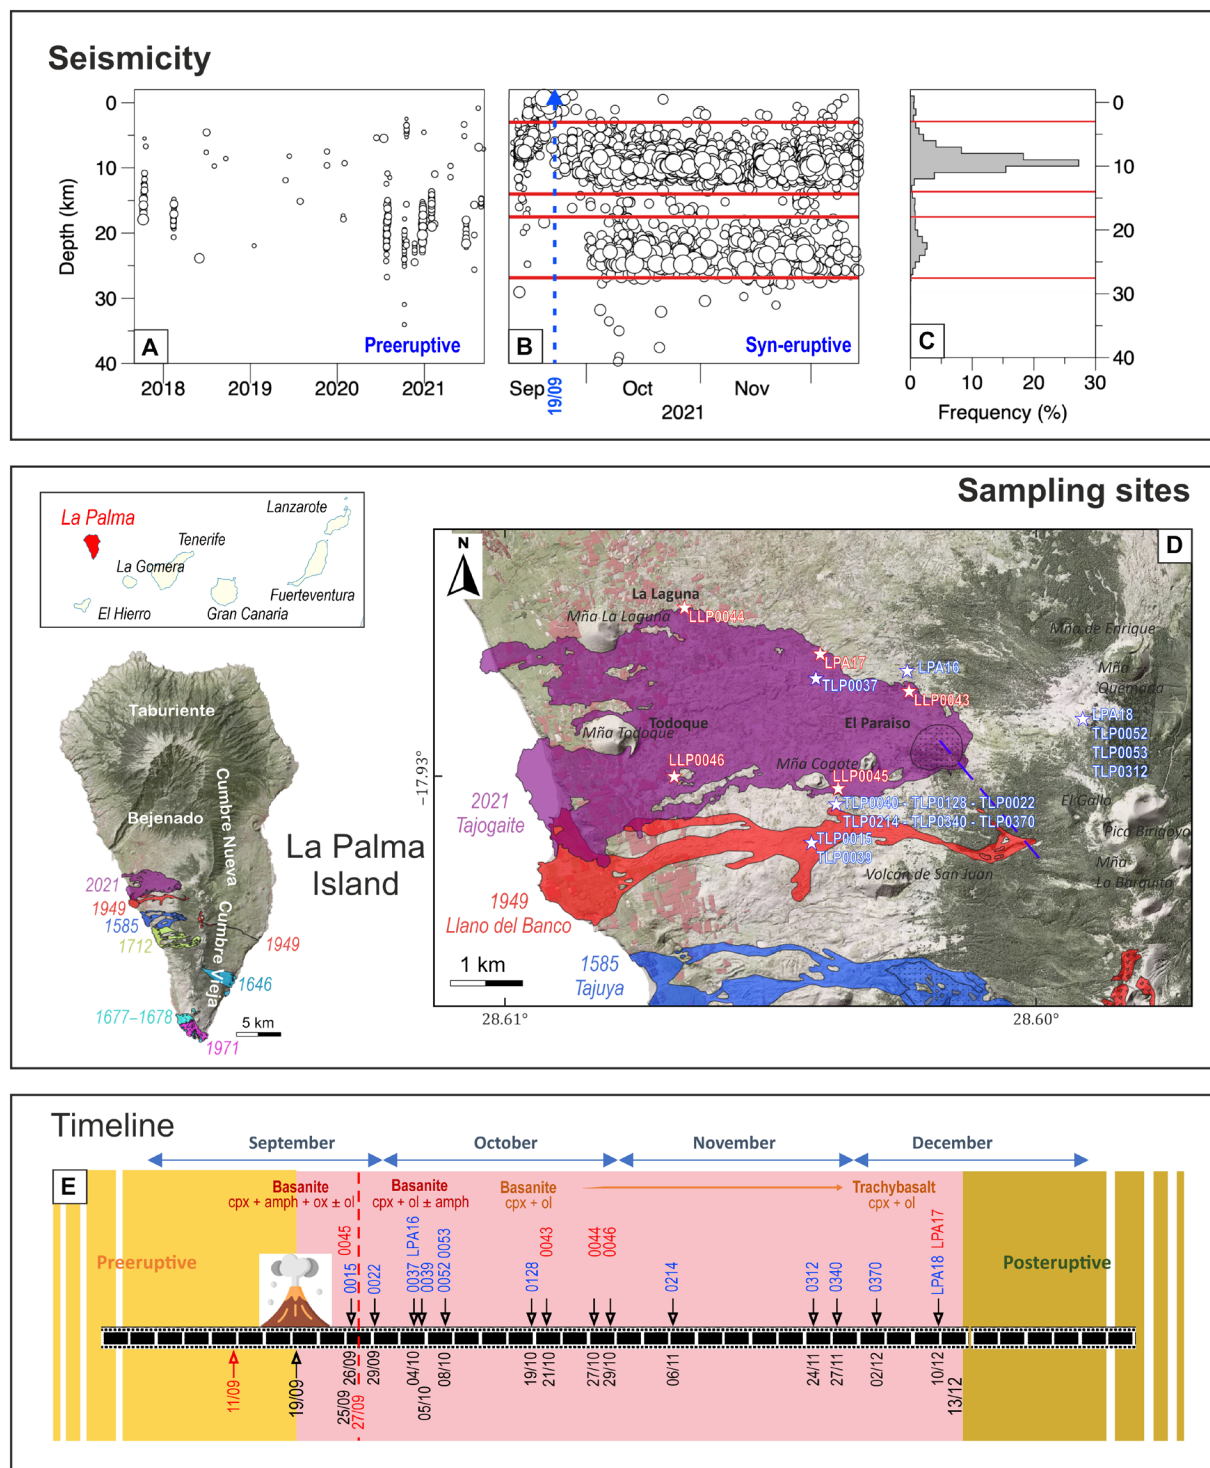 Seismicity
0
10
20
30
40
Depth (km)
A
Preeruptive
2018
2019
2020
2021
B
Syn-eruptive
Sep
19/09
Oct
Nov
2021
C
0
10
20
30
40
0
10
20
30
Frequency (%)
Sampling sites
La Palma
Lanzarote
Tenerife
La Gomera
Fuerteventura
El Hierro
Gran Canaria
Taburiente
Cumbre Nueva
Bejenado
La Palma
Island
2021
1949
1585
1712
Cumbre Vieja
1949
1646
1677–1678
1971
5 km
D
N
La Laguna
Mña La Laguna
LLP0044
Mña de Enrique
LPA17
LPA16
Mña
Quemada
TLP0037
LLP0043
LPA18
TLP0052
TLP0053
TLP0312
Todoque
Mña Todoque
El Paraiso
LLP0046
Mña Cogote
LLP0045
–17.93°
2021
Tajogaite
TLP0040 - TLP0128 - TLP0022
TLP0214 - TLP0340 - TLP0370
El Gallo
Pico Birigoyo
TLP0015
TLP0039
Volcán de San Juan
Mña
La Barquita
1949
Llano del Banco
1585
Tajuya
1 km
28.61°
28.60°
Timeline
September
October
November
December
E
Basanite
cpx + amph + ox ± ol
Basanite
cpx + ol ± amph
Basanite
cpx + ol
Trachybasalt
cpx + ol
Preeruptive
Posteruptive
0015
0045
0022
0037 LPA16
0039
0052 0053
0128
0043
0044
0046
0214
0312
0340
0370
LPA18 LPA17
11/09
19/09
25/09
26/09
27/09
29/09
04/10
05/10
08/10
19/10
21/10
27/10
29/10
06/11
24/11
27/11
02/12
10/12
13/12